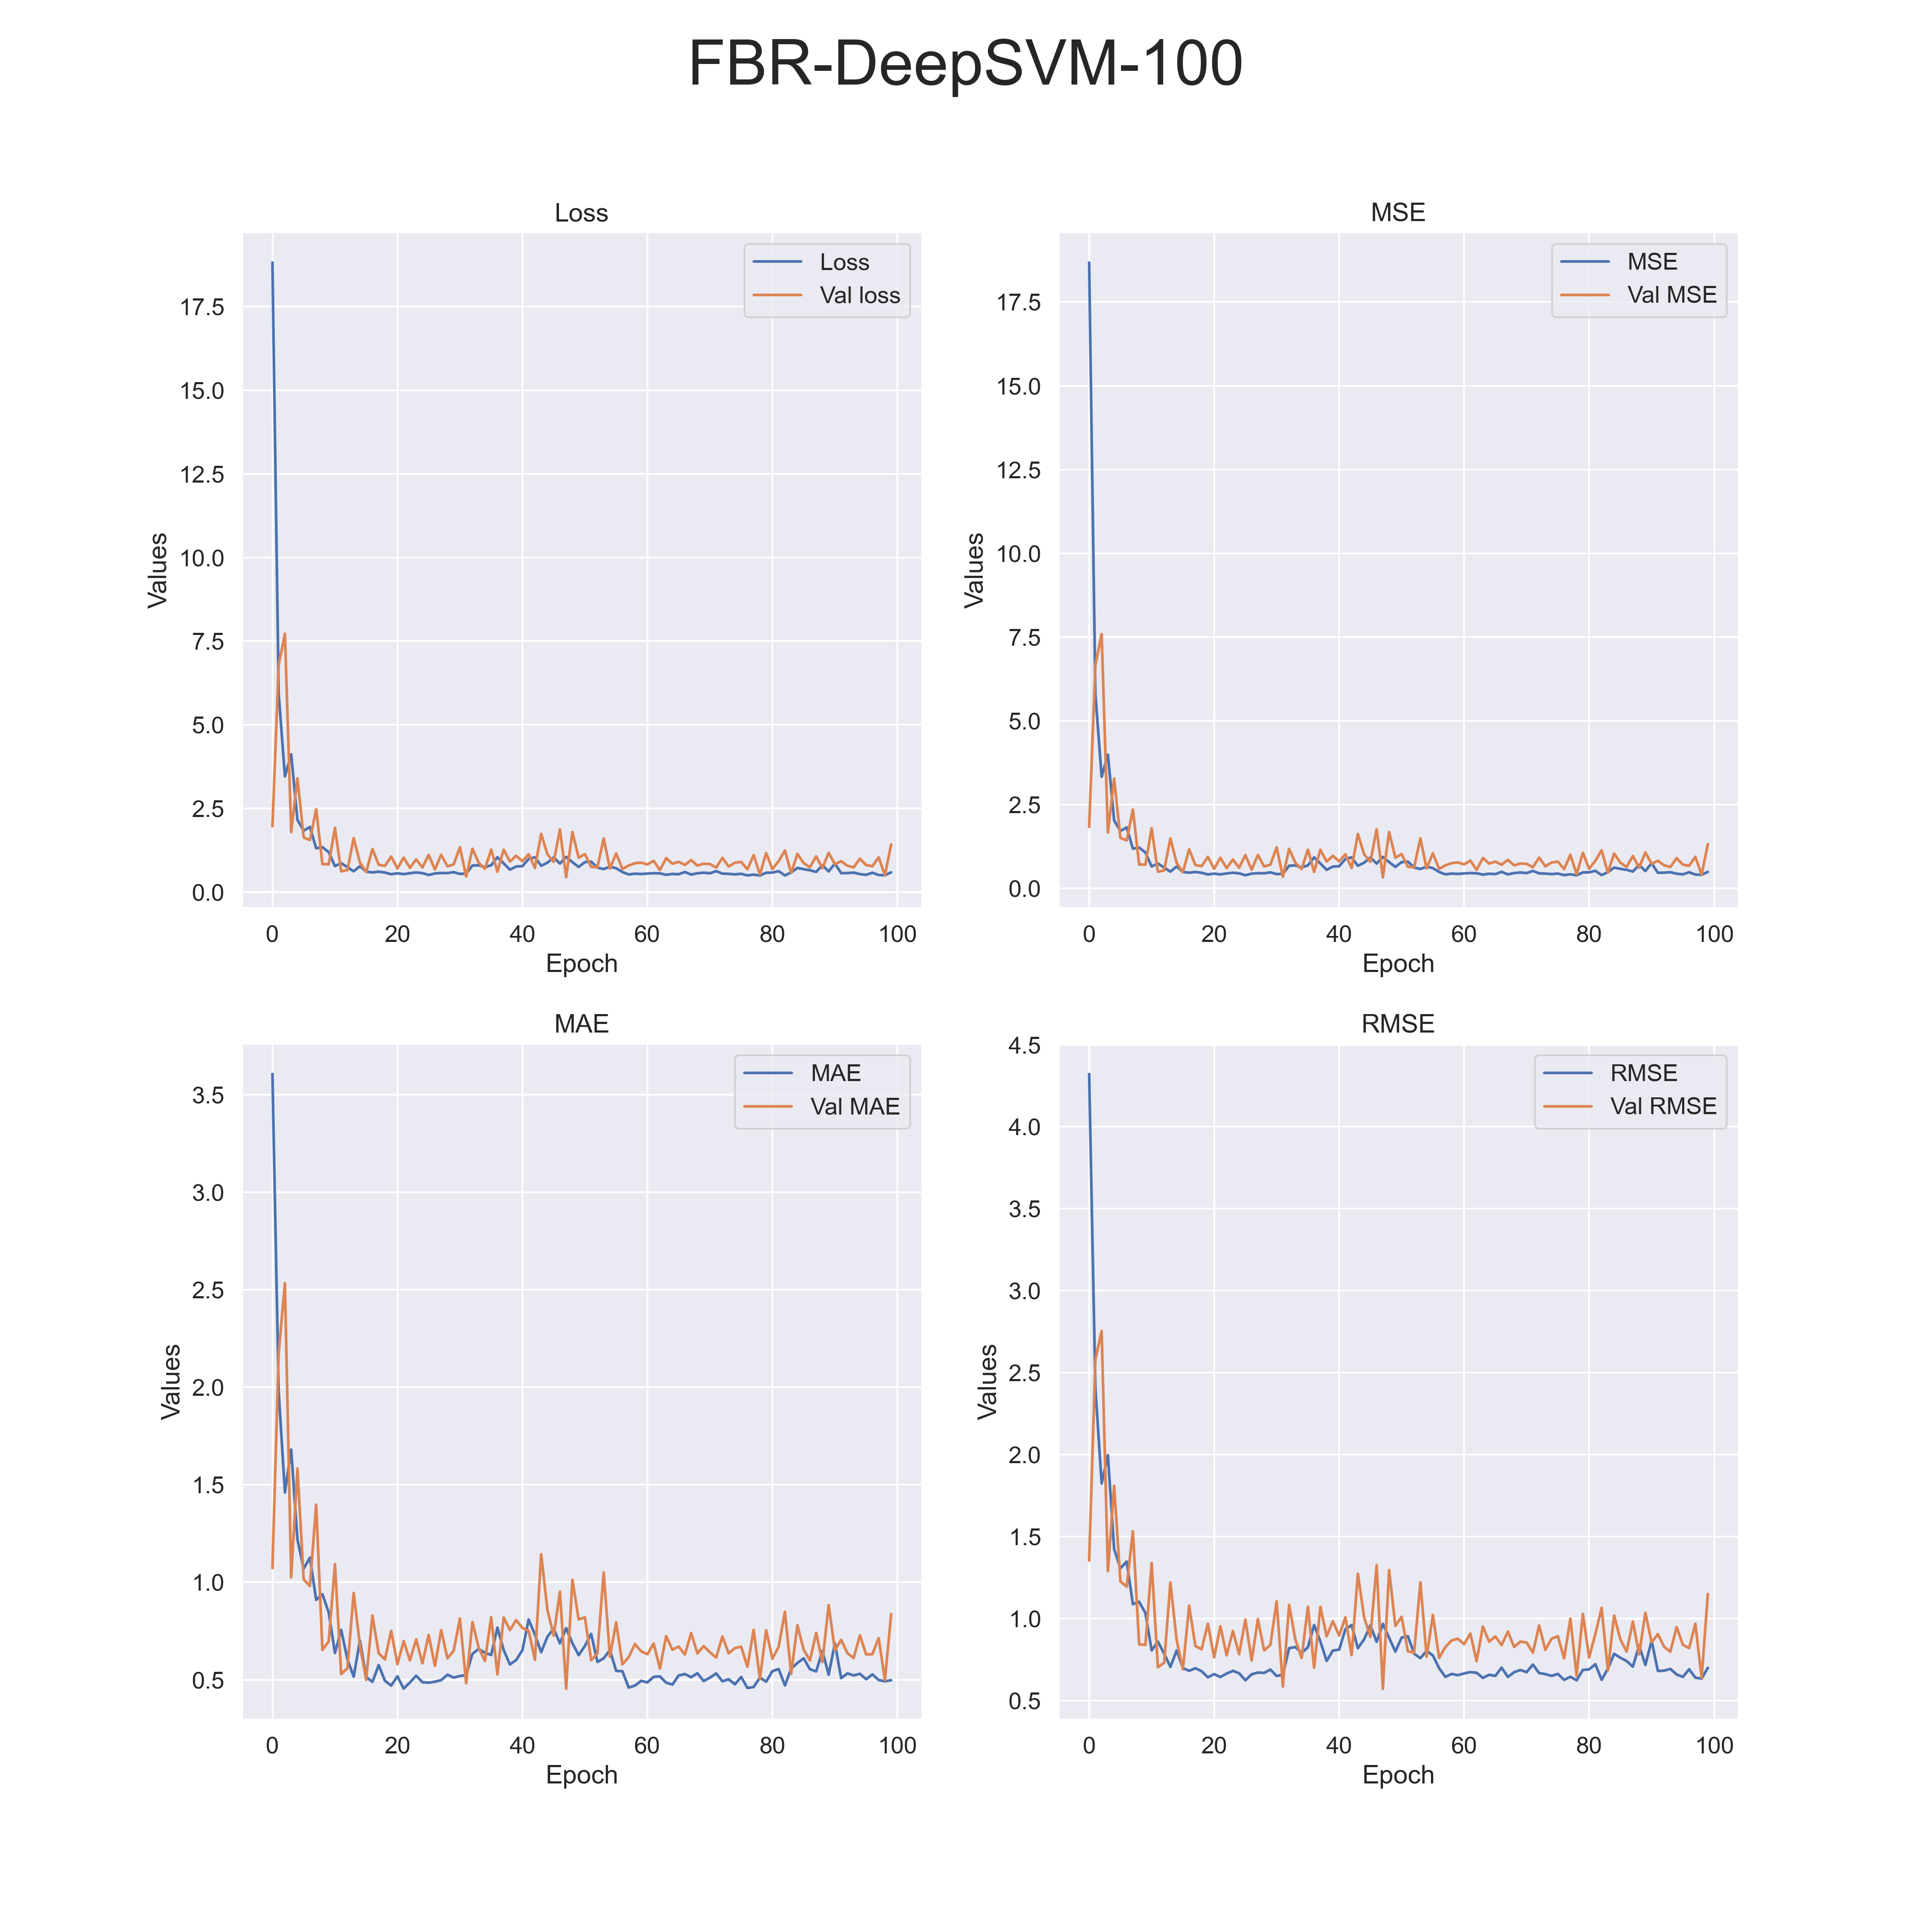 FBR-DeepSVM-100
Loss
Loss
Val loss
17.5
15.0
12.5
10.0
7.5
5.0
2.5
0.0
Values
0 20 40 60 80 100
Epoch
MSE
MSE
Val MSE
17.5
15.0
12.5
10.0
7.5
5.0
2.5
0.0
Values
0 20 40 60 80 100
Epoch
MAE
MAE
Val MAE
3.5
3.0
2.5
2.0
1.5
1.0
0.5
Values
0 20 40 60 80 100
Epoch
RMSE
RMSE
Val RMSE
4.5
4.0
3.5
3.0
2.5
2.0
1.5
1.0
0.5
Values
0 20 40 60 80 100
Epoch